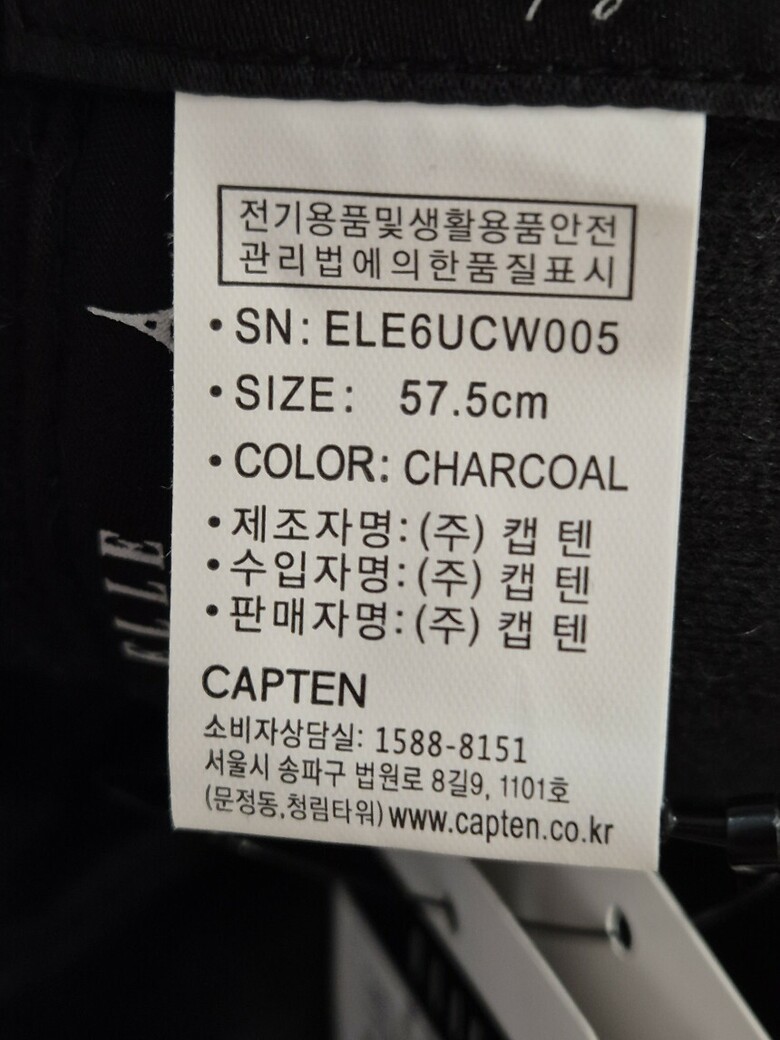 전기용품및생활용품안전
관리법에의한품질표시
• SN: ELE6UCW005
• SIZE: 57.5cm
• COLOR: CHARCOAL
• 제조자명: (주) 캡 텐
• 수입자명: (주) 캡 텐
• 판매자명: (주) 캡 텐
CAPTEN
소비자상담실: 1588-8151
서울시 송파구 법원로 8길9, 1101호
(문정동,청림타워) www.capten.co.kr
ELLE
ELLE